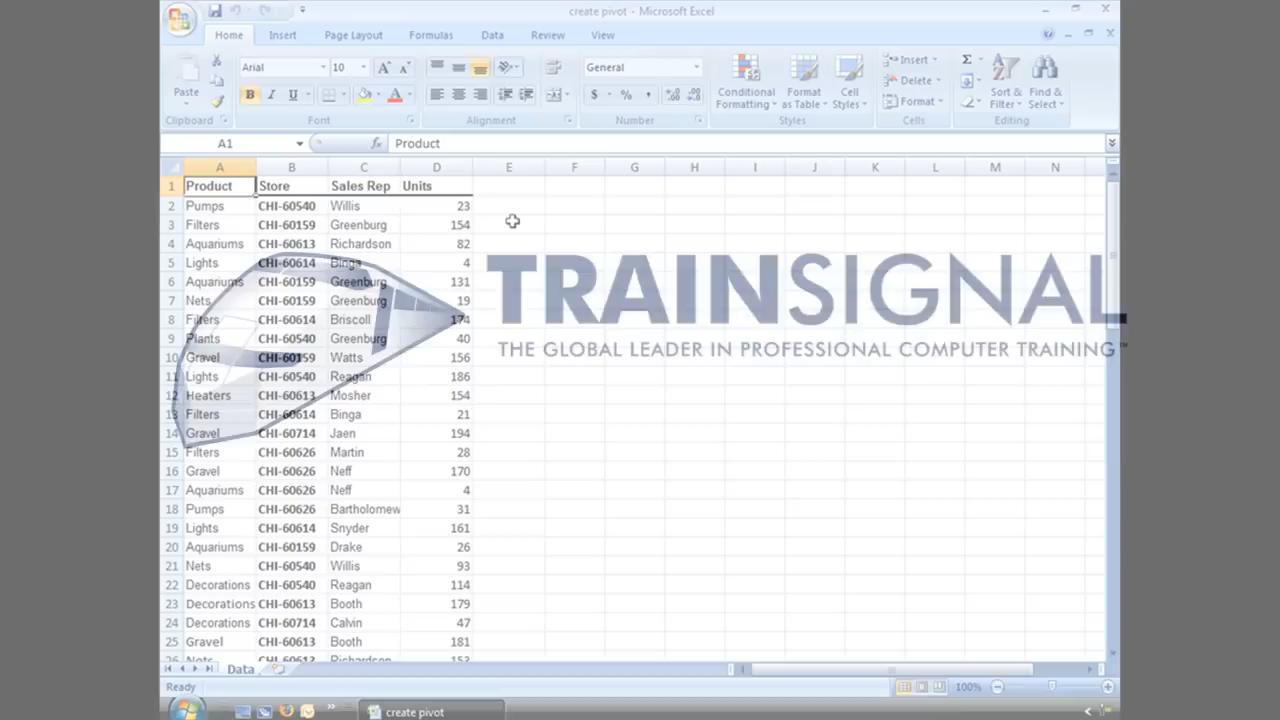 create pivot - Microsoft Excel
Home Insert Page Layout Formulas Data Review View
Paste Arial 10 General Conditional Formatting Format as Table Cell Styles Insert Delete Format Sort & Filter Find & Select
B I U $ % ,
Clipboard Font Alignment Number Styles Cells Editing
A1 fx Product
A B C D E F G H I J K L M N
1 Product Store Sales Rep Units
2 Pumps CHI-60540 Willis 23
3 Filters CHI-60159 Greenburg 154
4 Aquariums CHI-60613 Richardson 82
5 Lights CHI-60614 Binga 4
6 Aquariums CHI-60159 Greenburg 131
7 Nets CHI-60159 Greenburg 19
8 Filters CHI-60614 Briscoll 174
9 Plants CHI-60540 Greenburg 40
10 Gravel CHI-60159 Watts 156
11 Lights CHI-60540 Reagan 186
12 Heaters CHI-60613 Mosher 154
13 Filters CHI-60614 Binga 21
14 Gravel CHI-60714 Jaen 194
15 Filters CHI-60626 Martin 28
16 Gravel CHI-60626 Neff 170
17 Aquariums CHI-60626 Neff 4
18 Pumps CHI-60626 Bartholomew 31
19 Lights CHI-60614 Snyder 161
20 Aquariums CHI-60159 Drake 26
21 Nets CHI-60540 Willis 93
22 Decorations CHI-60540 Reagan 114
23 Decorations CHI-60613 Booth 179
24 Decorations CHI-60714 Calvin 47
25 Gravel CHI-60613 Booth 181
26 Nets CHI-60613 Richardson 153
TRAINSIGNAL
THE GLOBAL LEADER IN PROFESSIONAL COMPUTER TRAINING™
Data
Ready 100%
create pivot